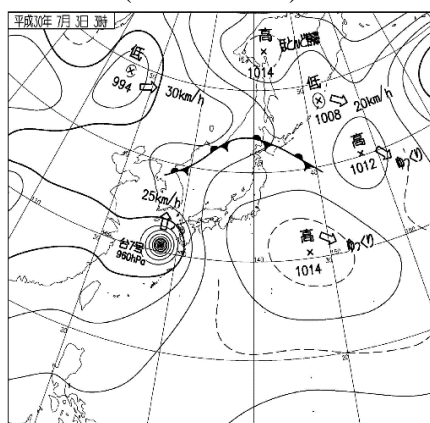 平成30年 7月 3日 3時
高
1014
ほとんど停滞
低
994
30km/h
低
1008
20km/h
高
1012
ゆっくり
25km/h
台7号
960hPa
高
1014
ゆっくり
140